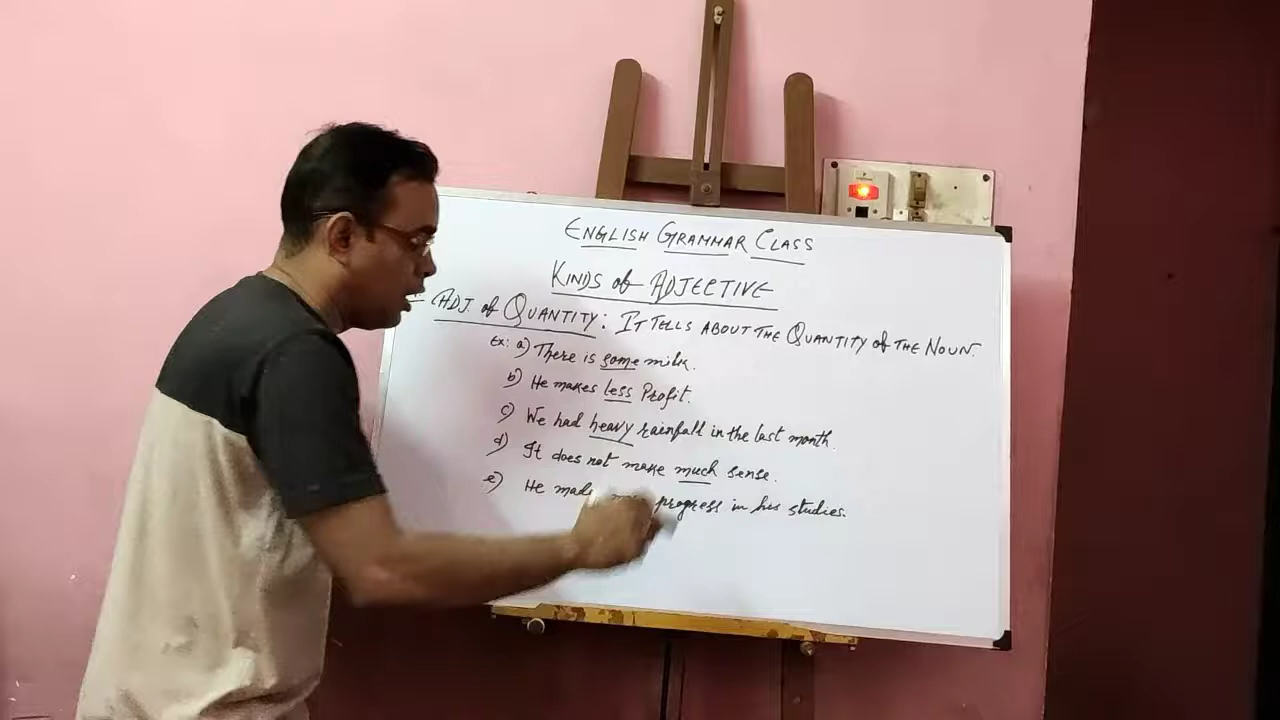 ENGLISH GRAMMAR CLASS
KINDS of ADJECTIVE
ADJ. of QUANTITY: IT TELLS ABOUT THE QUANTITY of THE NOUN.
Ex: a) There is some milk.
b) He makes less Profit.
c) We had heavy rainfall in the last month.
d) It does not make much sense.
e) He made progress in his studies.